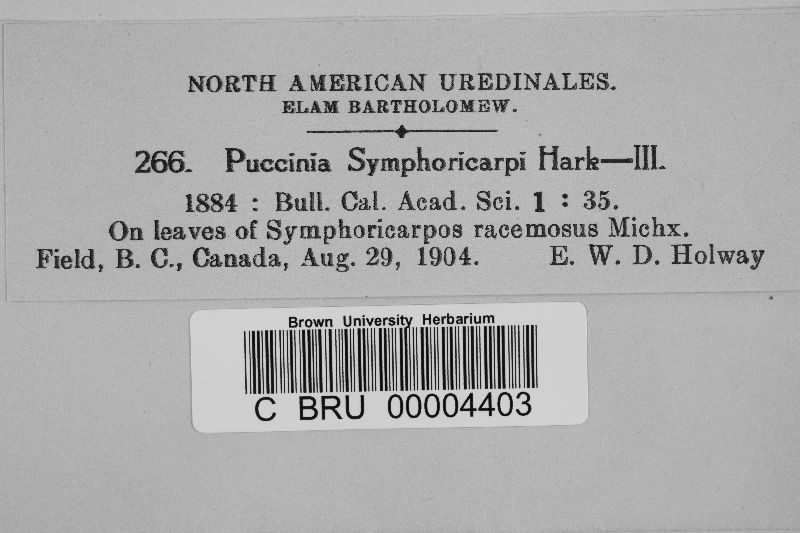 NORTH AMERICAN UREDINALES.
ELAM BARTHOLOMEW.
266. Puccinia Symphoricarpi Hark—III.
1884 : Bull. Cal. Acad. Sci. 1 : 35.
On leaves of Symphoricarpos racemosus Michx.
Field, B. C., Canada, Aug. 29, 1904. E. W. D. Holway
Brown University Herbarium
C BRU 00004403